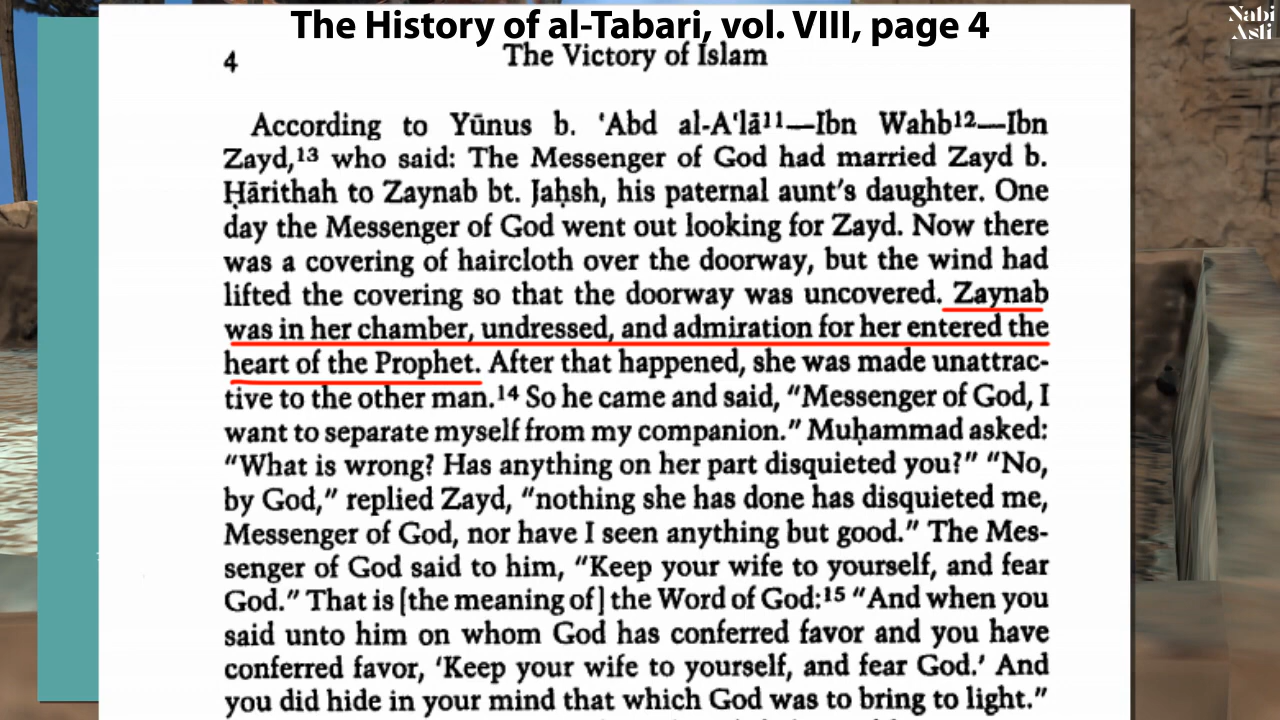 The History of al-Tabari, vol. VIII, page 4
Nabi
Asli
4 The Victory of Islam
According to Yūnus b. 'Abd al-A'lā11—Ibn Wahb12—Ibn
Zayd,13 who said: The Messenger of God had married Zayd b.
Ḥārithah to Zaynab bt. Jaḥsh, his paternal aunt's daughter. One
day the Messenger of God went out looking for Zayd. Now there
was a covering of haircloth over the doorway, but the wind had
lifted the covering so that the doorway was uncovered. Zaynab
was in her chamber, undressed, and admiration for her entered the
heart of the Prophet. After that happened, she was made unattrac-
tive to the other man.14 So he came and said, “Messenger of God, I
want to separate myself from my companion.” Muḥammad asked:
“What is wrong? Has anything on her part disquieted you?” “No,
by God,” replied Zayd, “nothing she has done has disquieted me,
Messenger of God, nor have I seen anything but good.” The Mes-
senger of God said to him, “Keep your wife to yourself, and fear
God.” That is [the meaning of] the Word of God:15 “And when you
said unto him on whom God has conferred favor and you have
conferred favor, ‘Keep your wife to yourself, and fear God.’ And
you did hide in your mind that which God was to bring to light.”